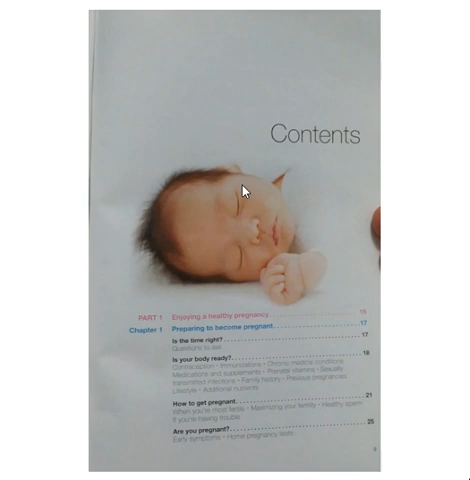 Contents
PART 1 Enjoying a healthy pregnancy 15
Chapter 1 Preparing to become pregnant 17
Is the time right? 17
Questions to ask
Is your body ready? 18
Contraception • Immunizations • Chronic medical conditions
Medications and supplements • Prenatal vitamins • Sexually
transmitted infections • Family history • Previous pregnancies
Lifestyle • Additional nutrients
How to get pregnant 21
When you're most fertile • Maximizing your fertility • Healthy sperm
If you're having trouble
Are you pregnant? 25
Early symptoms • Home pregnancy tests